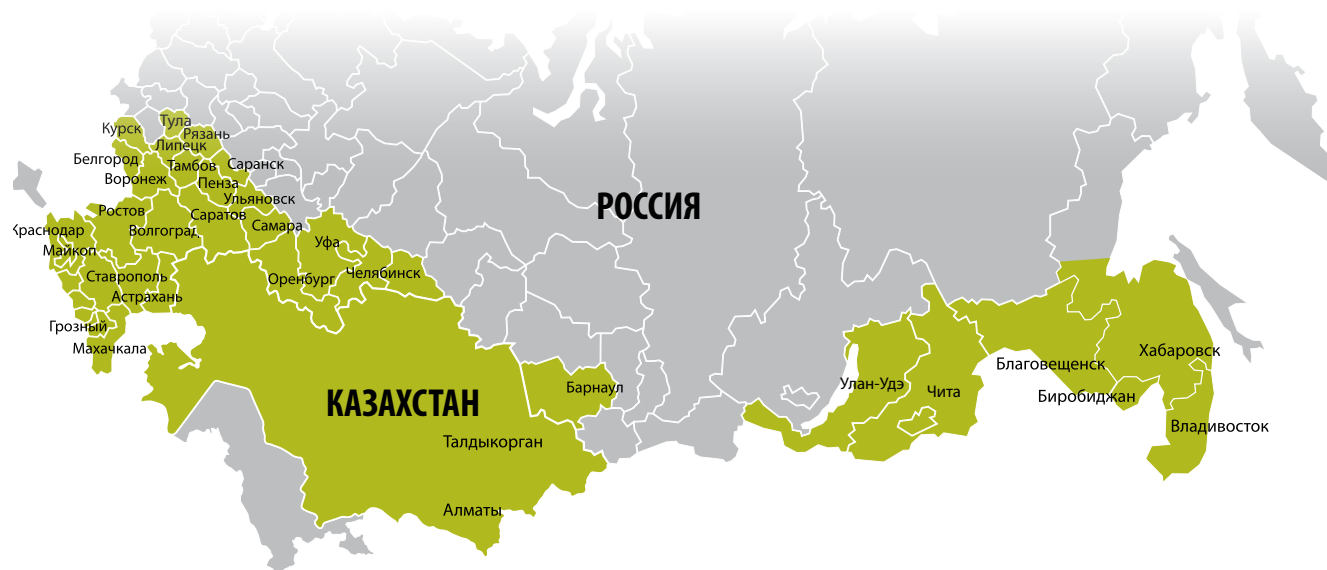 Тула
Курск
Рязань
Липецк
Белгород
Тамбов
Саранск
Воронеж
Пенза
Ульяновск
РОССИЯ
Ростов
Саратов
Краснодар
Волгоград
Самара
Уфа
Майкоп
Ставрополь
Оренбург
Челябинск
Астрахань
Грозный
Махачкала
Хабаровск
Благовещенск
Улан-Удэ
Барнаул
Чита
Биробиджан
КАЗАХСТАН
Владивосток
Талдыкорган
Алматы